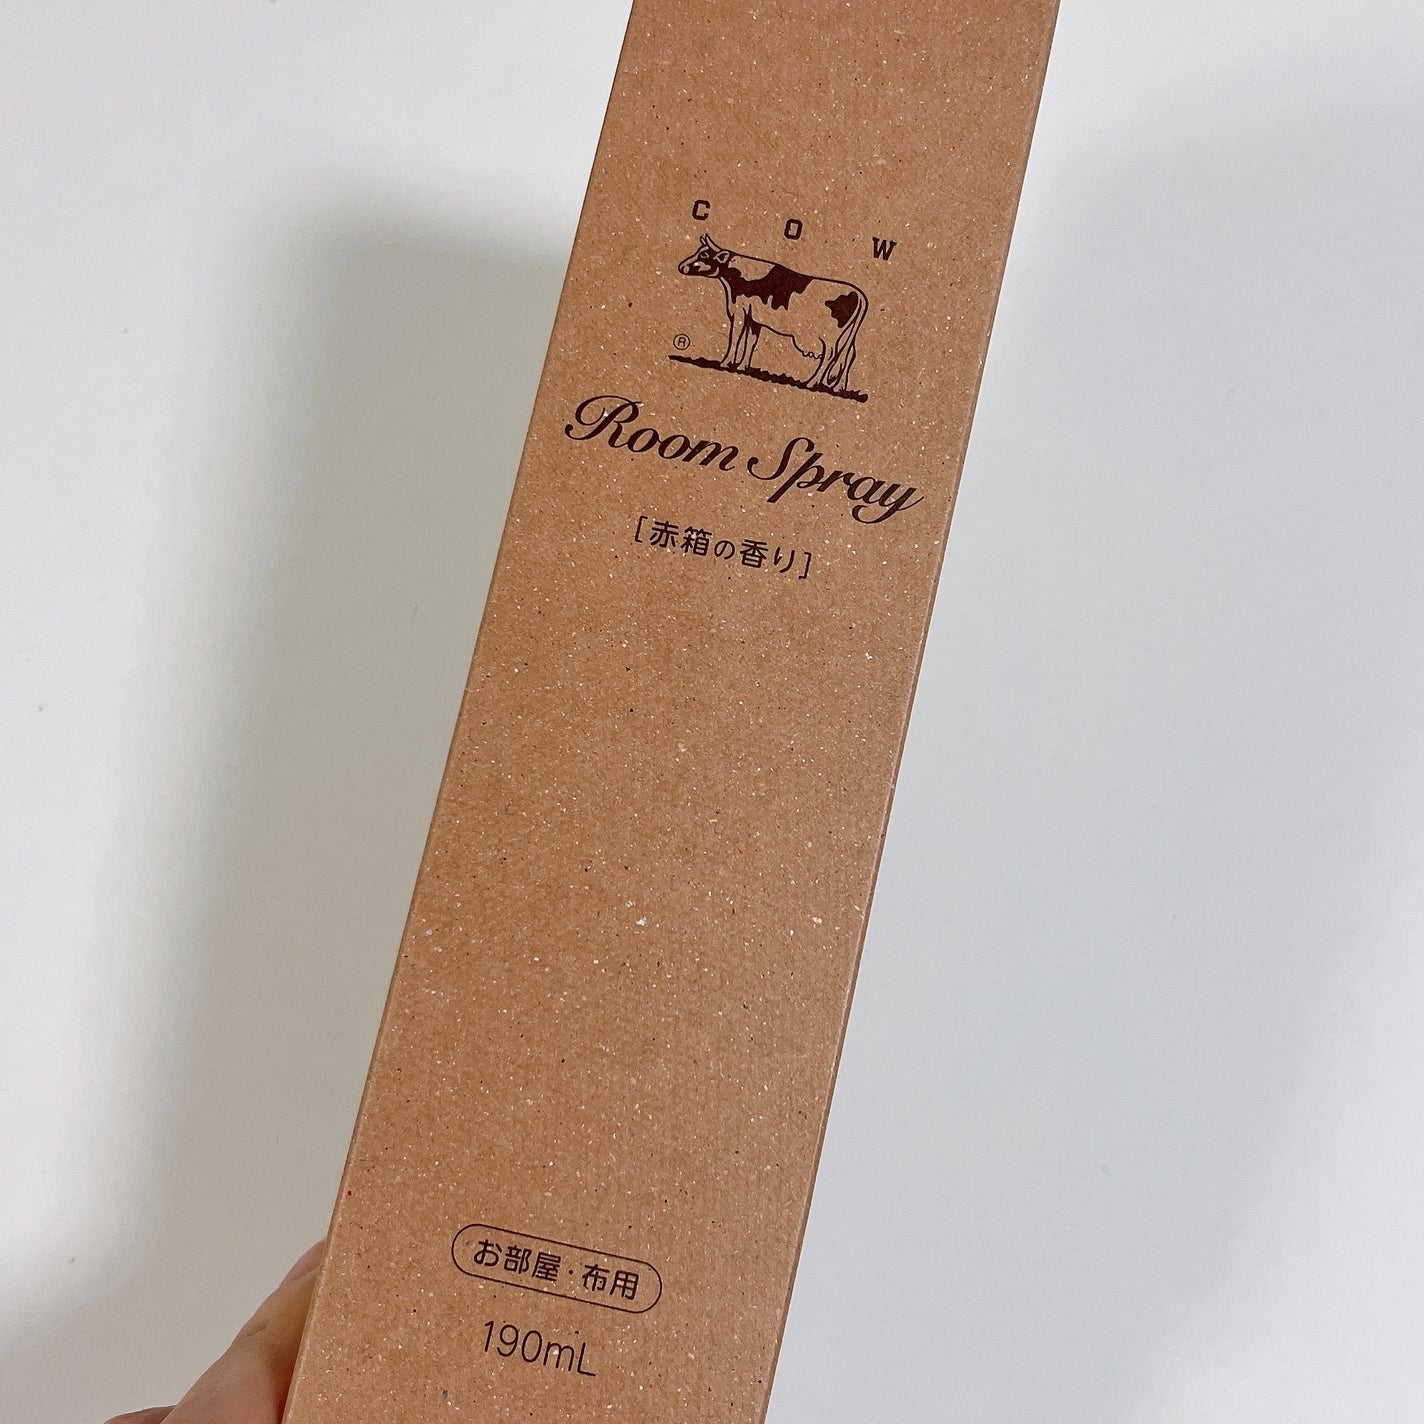 COW
®
Room Spray
[赤箱の香り]
お部屋・布用
190mL